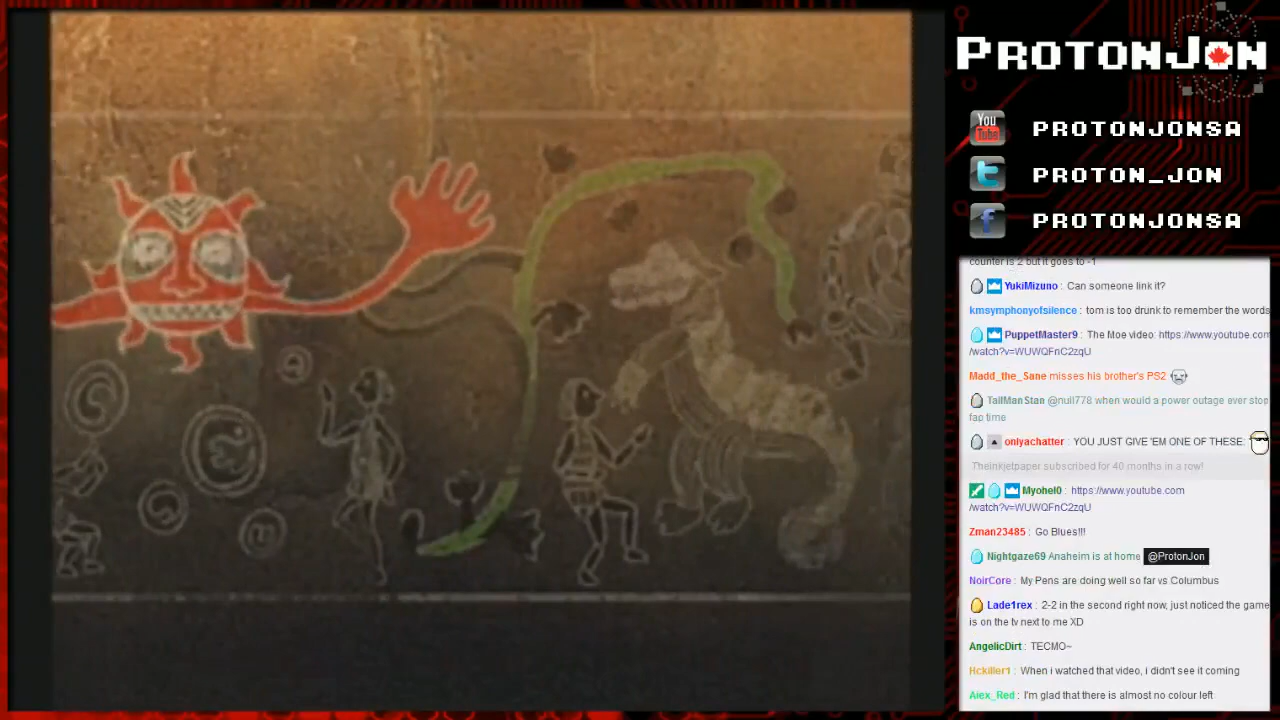 PROTONJON
You Tube PROTONJONSA
t PROTON_JON
f PROTONJONSA
counter is 2 but it goes to -1
YukiMizuno : Can someone link it?
kmsymphonyofsilence : tom is too drunk to remember the words
PuppetMaster9 : The Moe video: https://www.youtube.com
/watch?v=WUWQFnC2zqU
Madd_the_Sane misses his brother's PS2
TailManStan @null778 when would a power outage ever stop
fap time
onlyachatter : YOU JUST GIVE 'EM ONE OF THESE:
Theinkjetpaper subscribed for 40 months in a row!
Myohel0 : https://www.youtube.com
/watch?v=WUWQFnC2zqU
Zman23485 : Go Blues!!!
Nightgaze69 Anaheim is at home @ProtonJon
NoirCore : My Pens are doing well so far vs Columbus
Lade1rex : 2-2 in the second right now, just noticed the game
is on the tv next to me XD
AngelicDirt : TECMO~
Rckiller1 : When i watched that video, i didn't see it coming
Alex_Red : I'm glad that there is almost no colour left